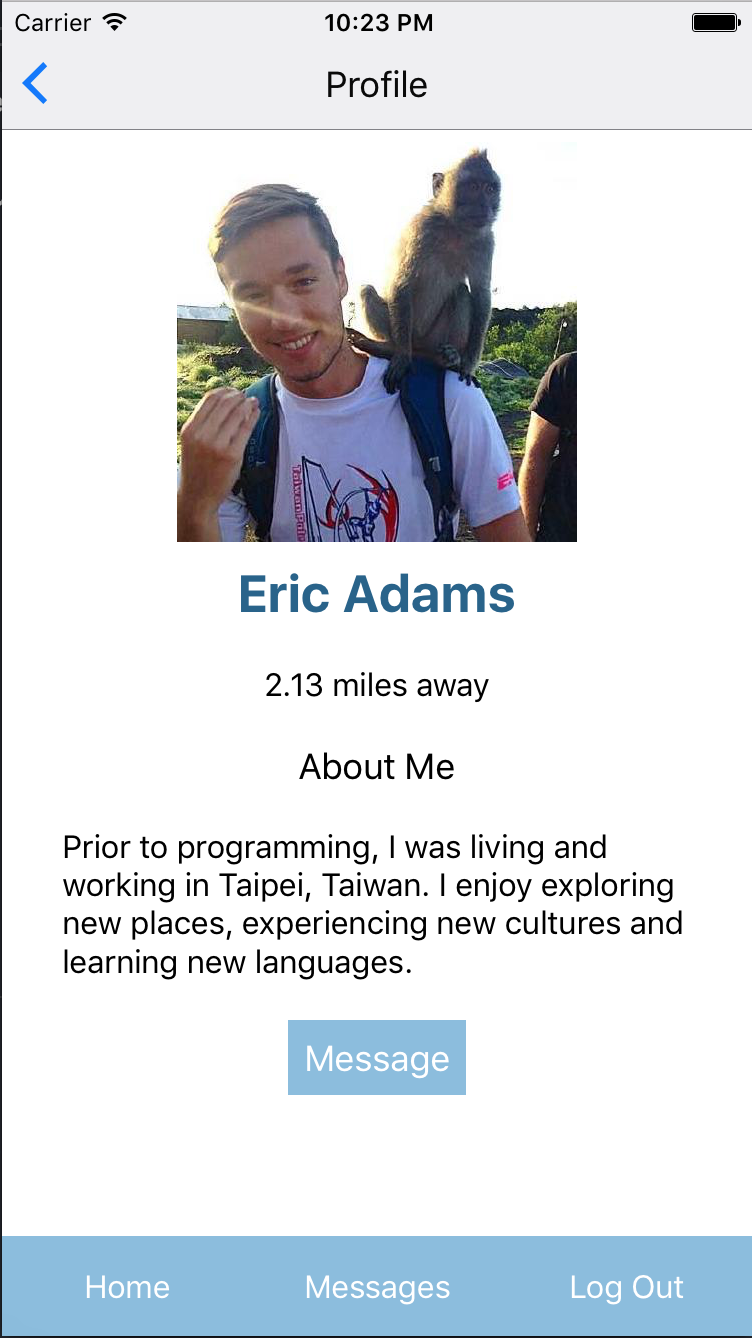 Carrier 10:23 PM
Profile
Eric Adams
2.13 miles away
About Me
Prior to programming, I was living and
working in Taipei, Taiwan. I enjoy exploring
new places, experiencing new cultures and
learning new languages.
Message
Home Messages Log Out